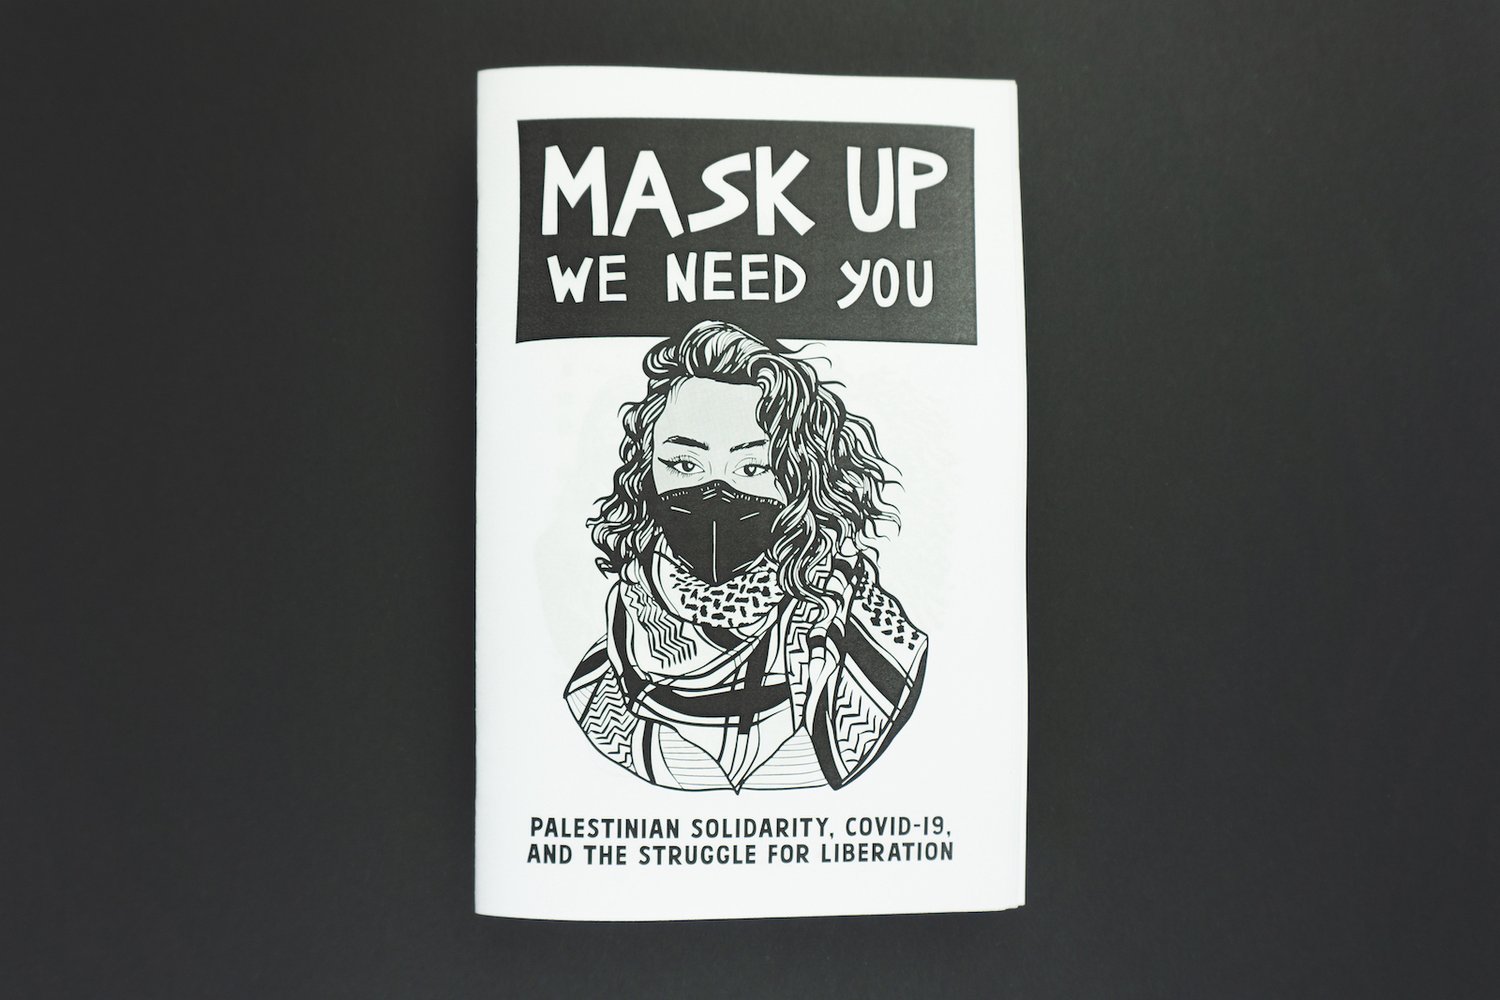 MASK UP
WE NEED YOU
PALESTINIAN SOLIDARITY, COVID-19,
AND THE STRUGGLE FOR LIBERATION